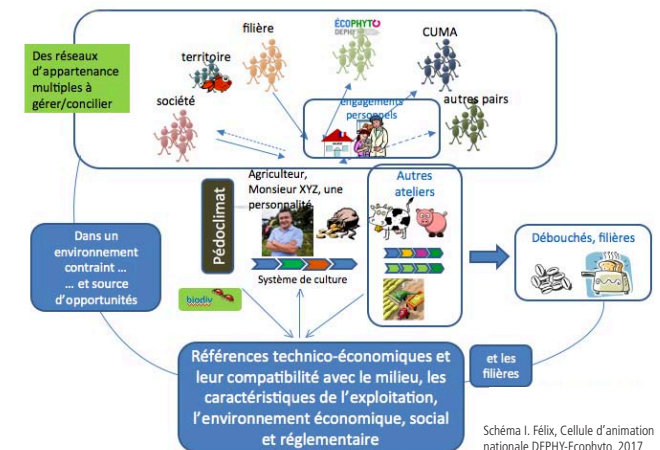 filière
ÉCOPHYTO
DEPHY
CUMA
Des réseaux
d'appartenance
multiples à
gérer/concilier
territoire
société
engagements
personnels
autres pairs
Pédoclimat
Agriculteur,
Monsieur XYZ, une
personnalité
Autres
ateliers
Dans un
environnement
contraint ...
... et source
d'opportunités
Débouchés, filières
Système de culture
biodiv
Références technico-économiques et
leur compatibilité avec le milieu, les
caractéristiques de l'exploitation,
l'environnement économique, social
et réglementaire
et les
filières
Schéma I. Félix, Cellule d'animation
nationale DEPHY-Ecophyto, 2017